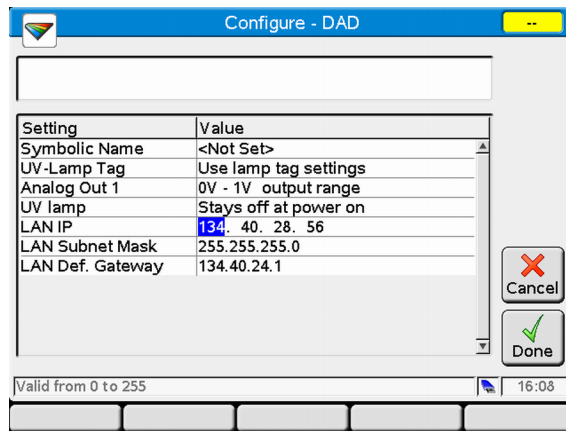 Configure - DAD
--
Setting Value
Symbolic Name <Not Set>
UV-Lamp Tag Use lamp tag settings
Analog Out 1 0V - 1V output range
UV lamp Stays off at power on
LAN IP 134. 40. 28. 56
LAN Subnet Mask 255.255.255.0
LAN Def. Gateway 134.40.24.1
Cancel
Done
Valid from 0 to 255 16:08